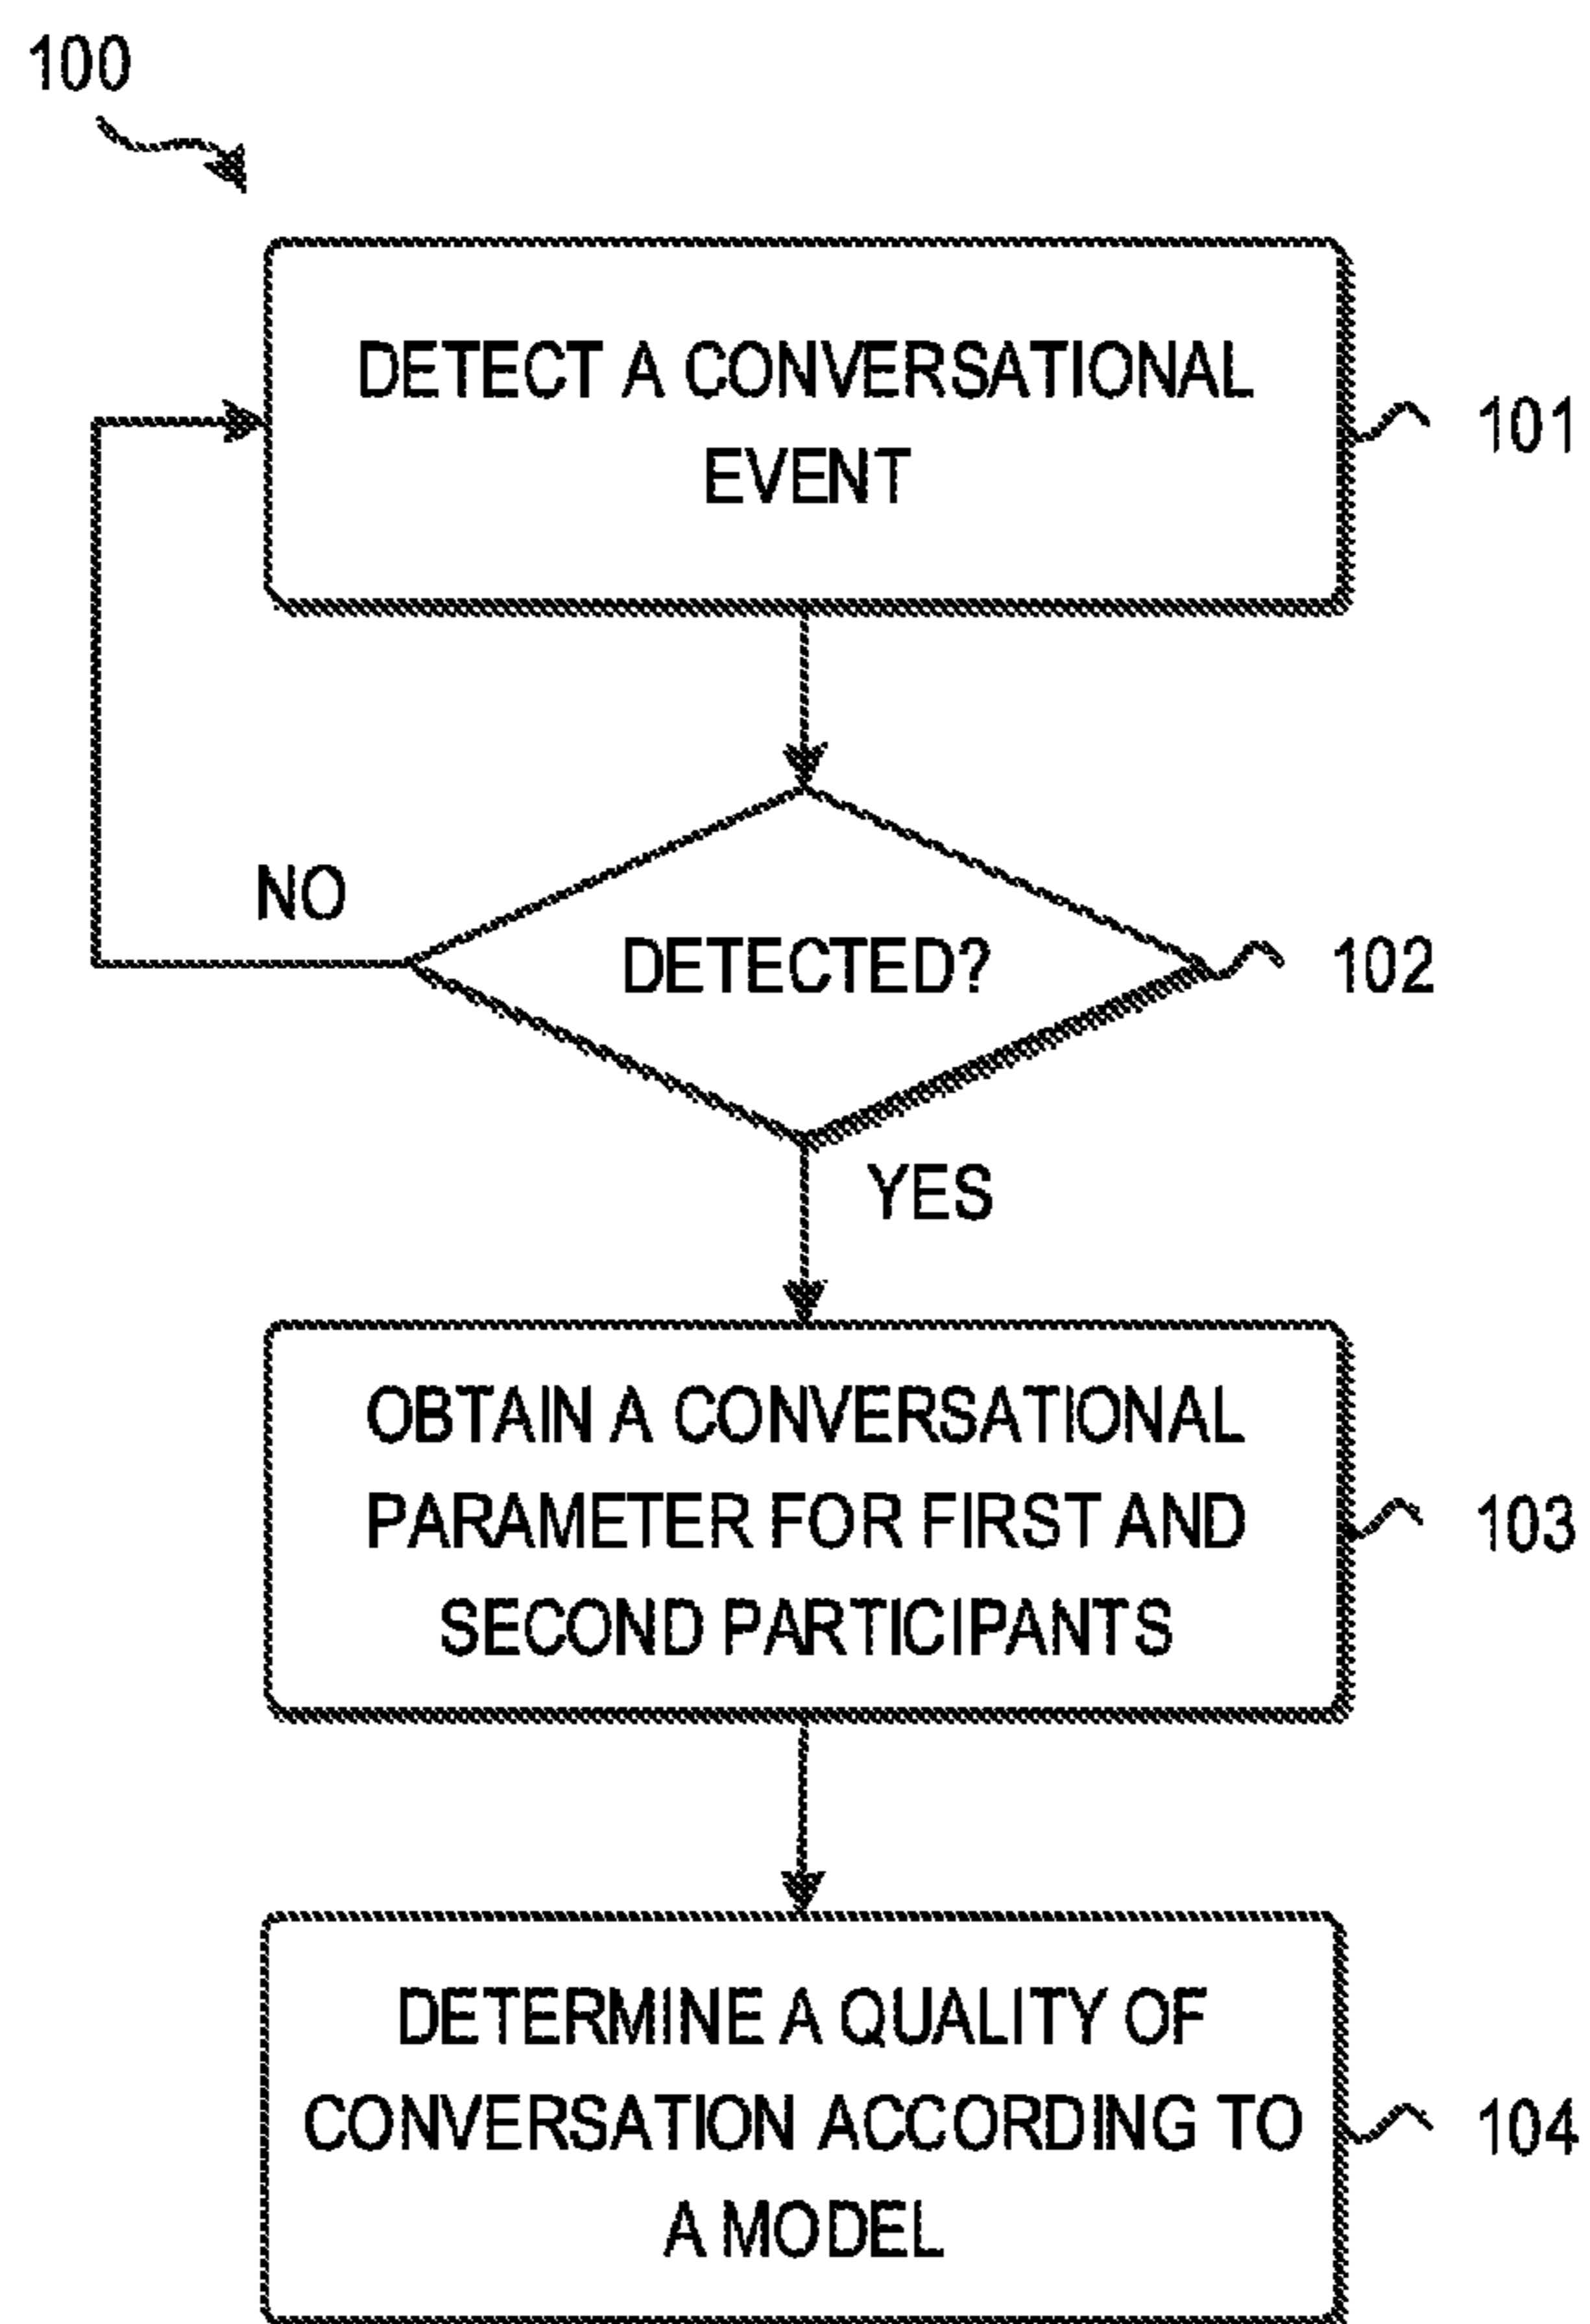 100
DETECT A CONVERSATIONAL
EVENT
101
NO
DETECTED?
102
YES
OBTAIN A CONVERSATIONAL
PARAMETER FOR FIRST AND
SECOND PARTICIPANTS
103
DETERMINE A QUALITY OF
CONVERSATION ACCORDING TO
A MODEL
104